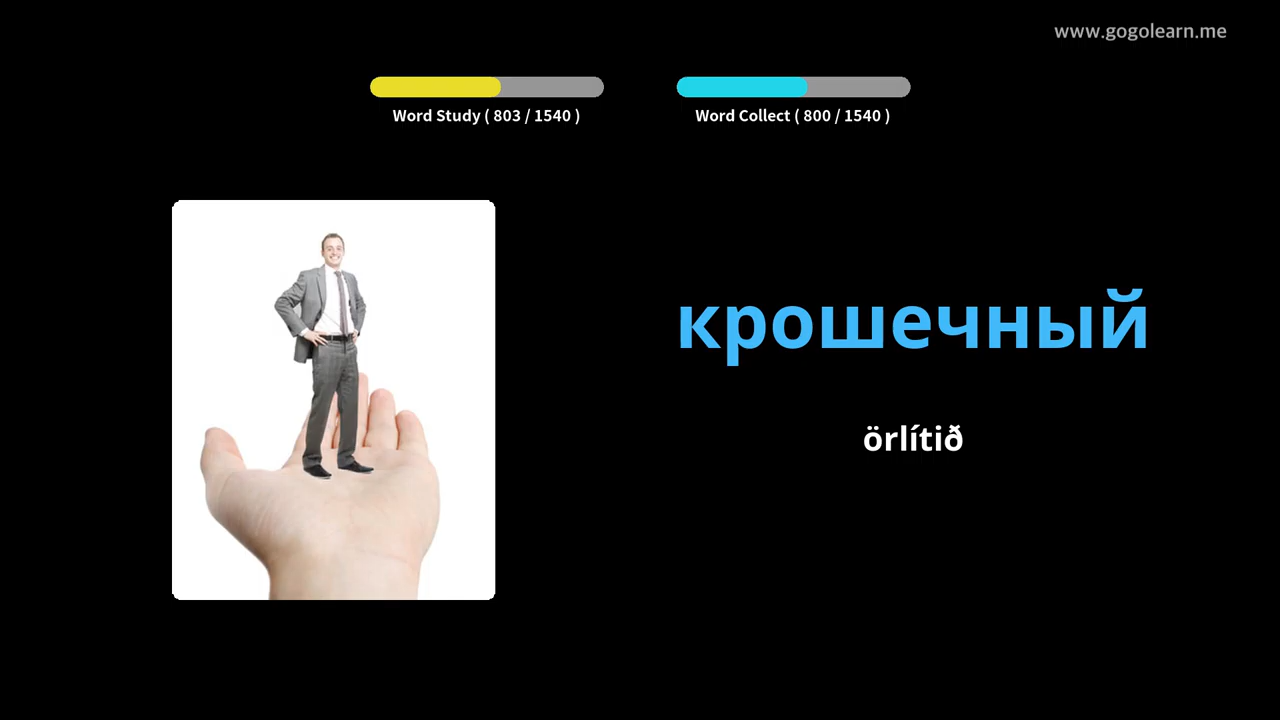 www.gogolearn.me
Word Study ( 803 / 1540 )
Word Collect ( 800 / 1540 )
крошечный
örlítið